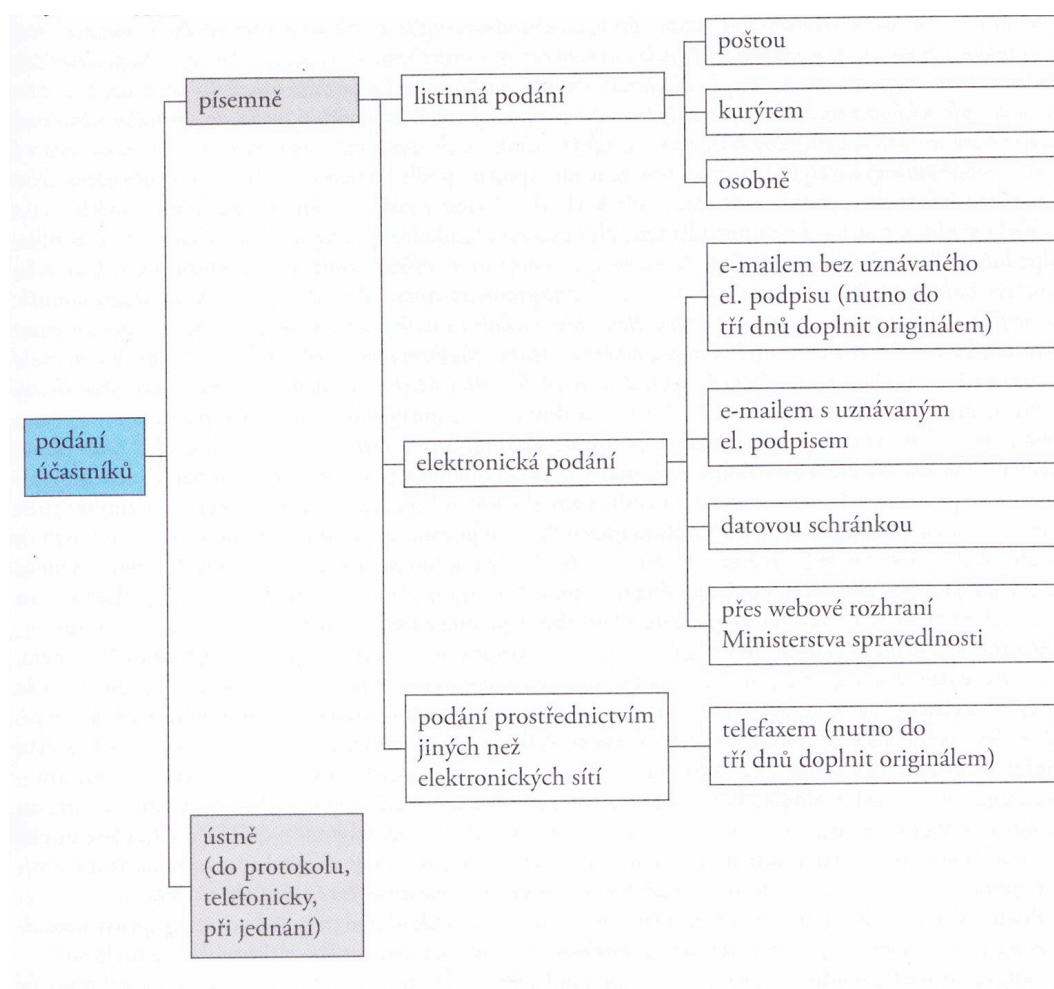 podání
účastníků
písemně
listinná podání
poštou
kurýrem
osobně
elektronická podání
e-mailem bez uznávaného
el. podpisu (nutno do
tří dnů doplnit originálem)
e-mailem s uznávaným
el. podpisem
datovou schránkou
přes webové rozhraní
Ministerstva spravedlnosti
podání prostřednictvím
jiných než
elektronických sítí
telefaxem (nutno do
tří dnů doplnit originálem)
ústně
(do protokolu,
telefonicky,
při jednání)